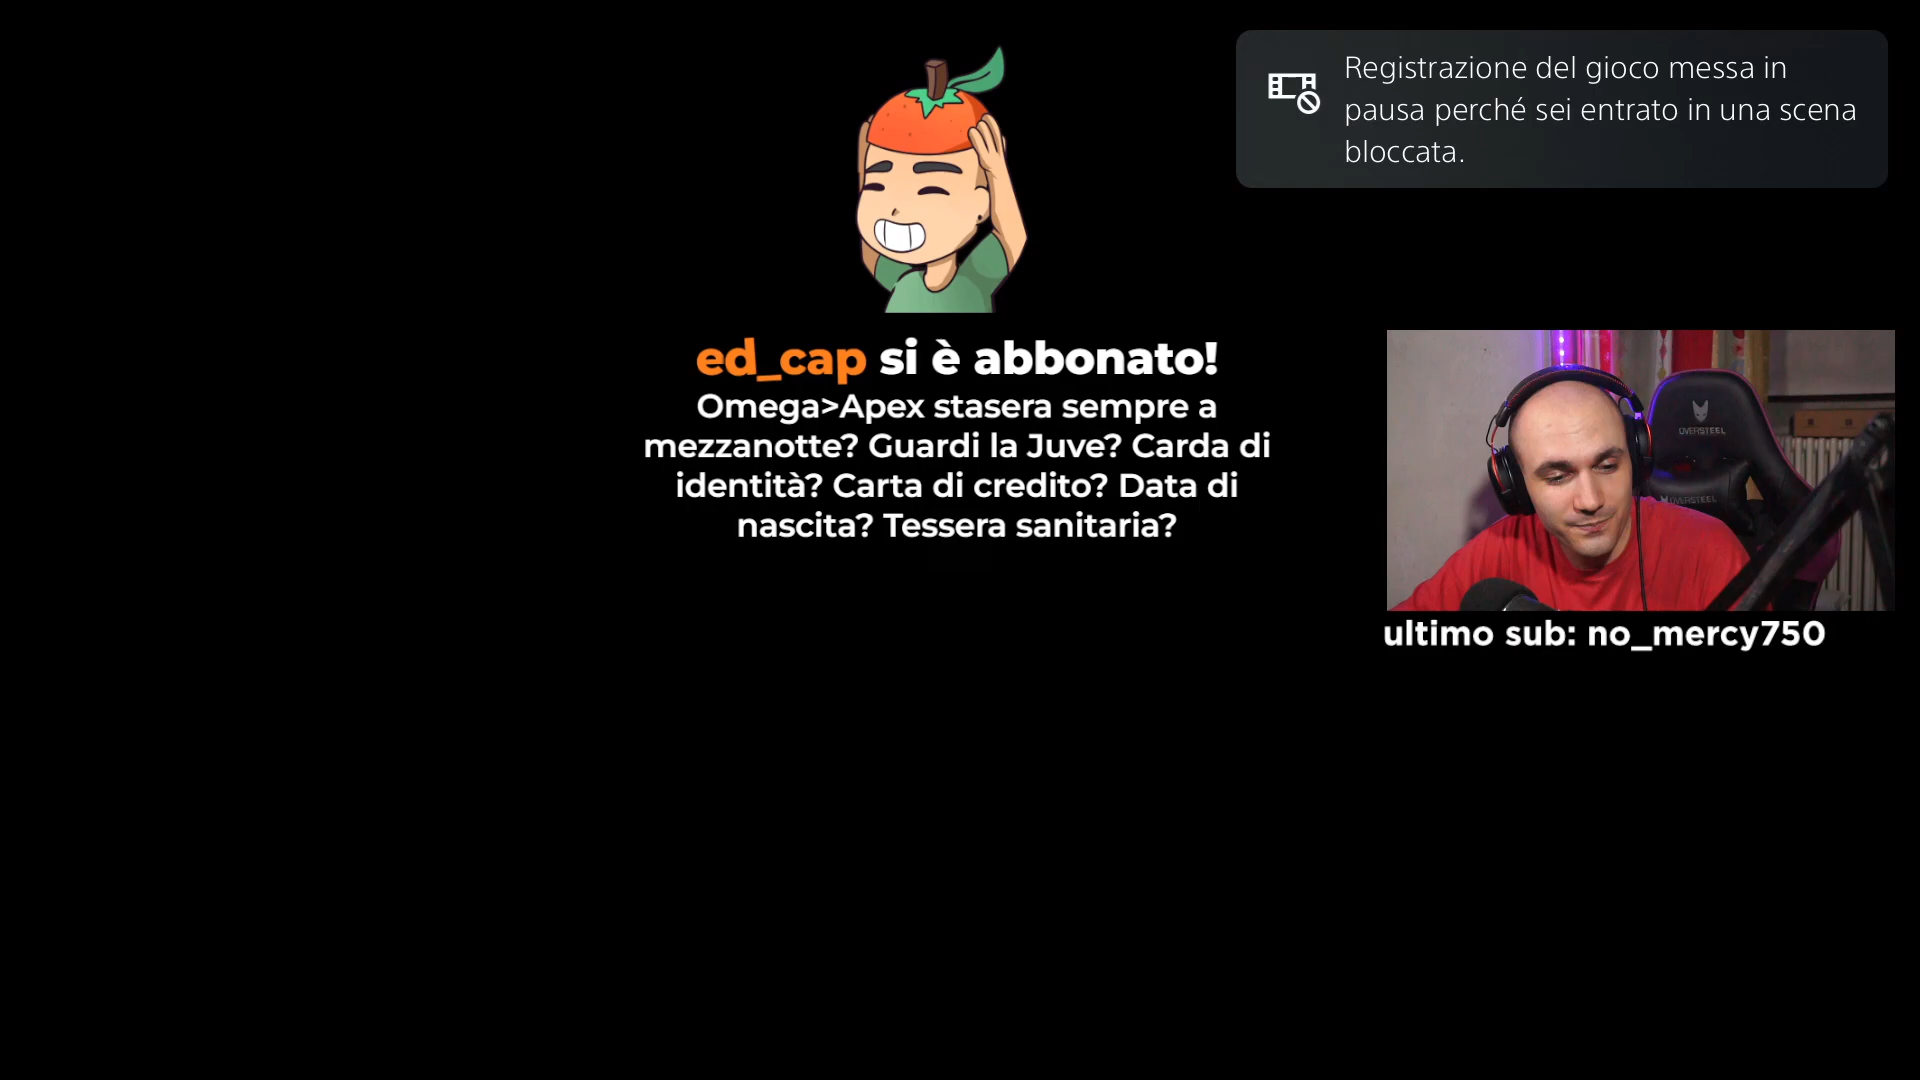 Registrazione del gioco messa in
pausa perché sei entrato in una scena
bloccata.
ed_cap si è abbonato!
Omega>Apex stasera sempre a
mezzanotte? Guardi la Juve? Carda di
identità? Carta di credito? Data di
nascita? Tessera sanitaria?
OVERSTEEL
OVERSTEEL
ultimo sub: no_mercy750